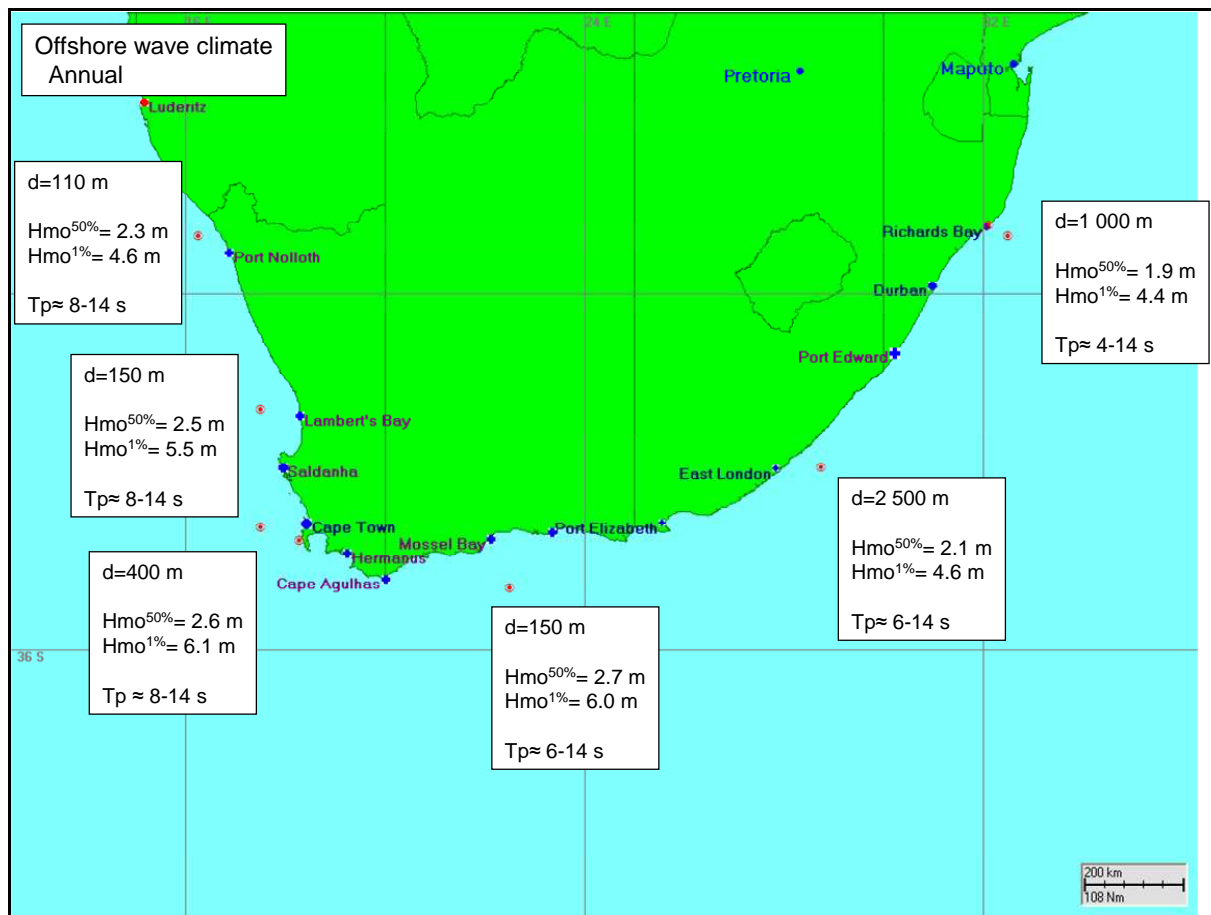 16 E
24 E
32 E
Offshore wave climate
Annual
Pretoria
Maputo
Luderitz
d=110 m
Hmo50%= 2.3 m
Hmo1%= 4.6 m
Tp≈ 8-14 s
Port Nolloth
Richards Bay
d=1 000 m
Hmo50%= 1.9 m
Hmo1%= 4.4 m
Tp≈ 4-14 s
Durban
Port Edward
d=150 m
Hmo50%= 2.5 m
Hmo1%= 5.5 m
Tp≈ 8-14 s
Lambert's Bay
Saldanha
East London
d=2 500 m
Hmo50%= 2.1 m
Hmo1%= 4.6 m
Tp≈ 6-14 s
Cape Town
Port Elizabeth
Mossel Bay
Hermanus
Cape Agulhas
d=400 m
Hmo50%= 2.6 m
Hmo1%= 6.1 m
Tp ≈ 8-14 s
d=150 m
Hmo50%= 2.7 m
Hmo1%= 6.0 m
Tp≈ 6-14 s
36 S
200 km
108 Nm